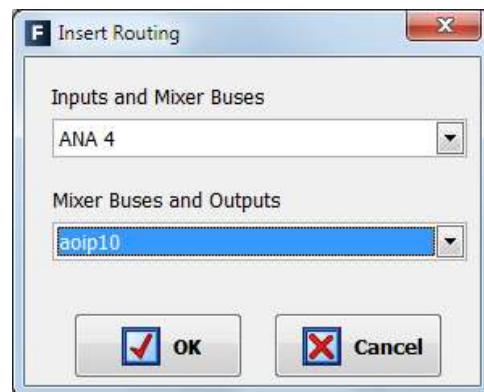 F Insert Routing
Inputs and Mixer Buses
ANA 4
Mixer Buses and Outputs
aoip10
OK Cancel